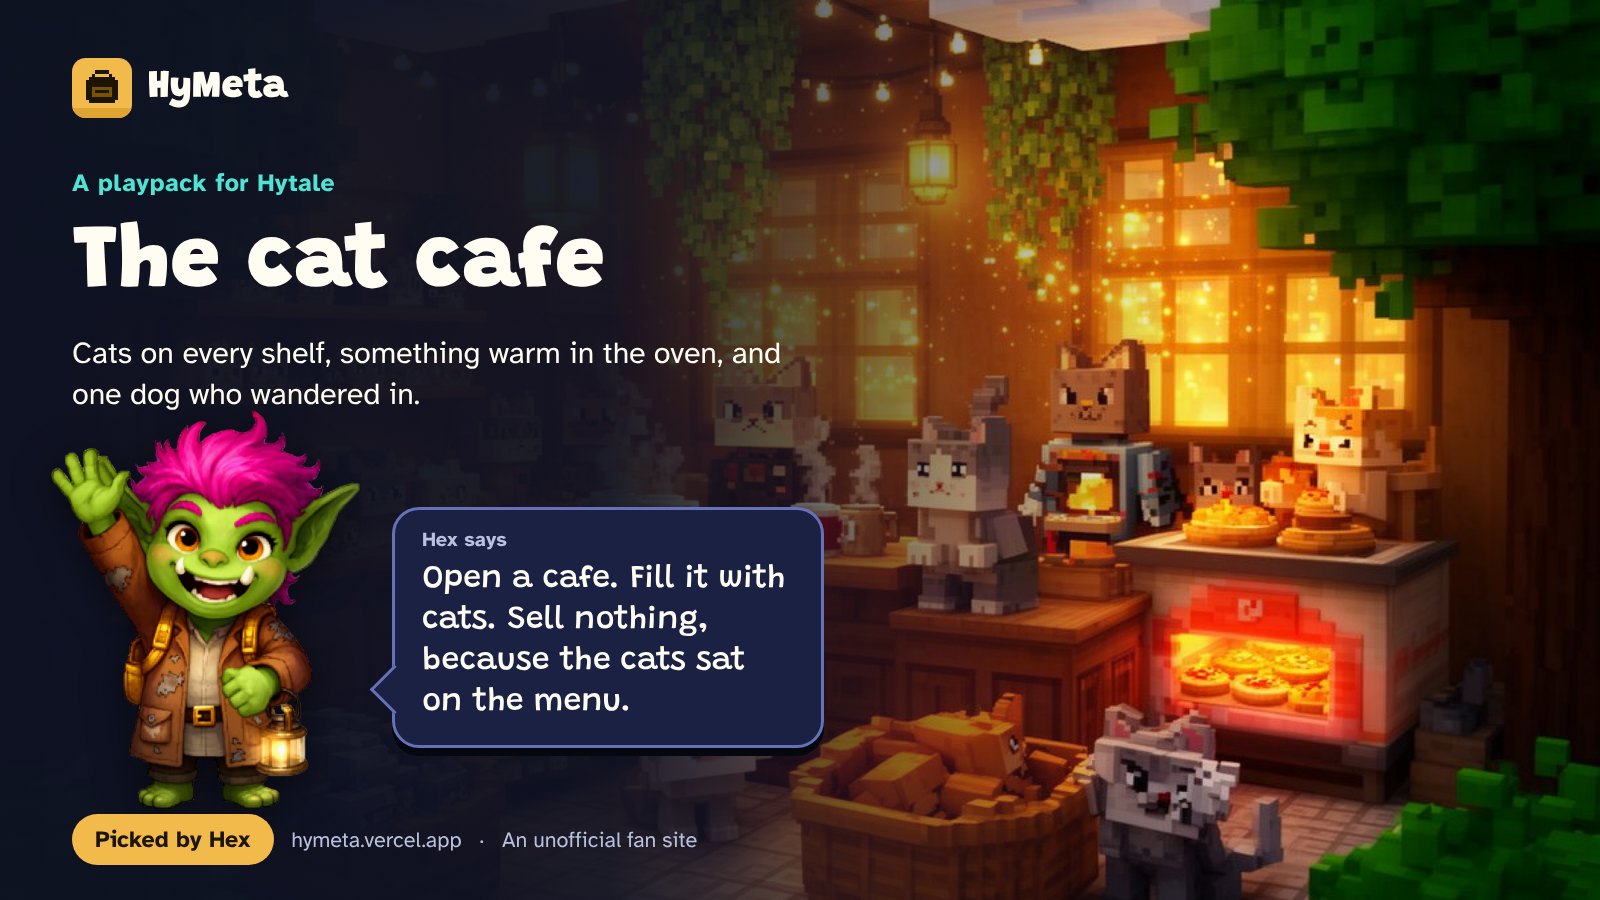 HyMeta
A playpack for Hytale
The cat cafe
Cats on every shelf, something warm in the oven, and
one dog who wandered in.
Hex says
Open a cafe. Fill it with
cats. Sell nothing,
because the cats sat
on the menu.
Picked by Hex
hymeta.vercel.app · An unofficial fan site